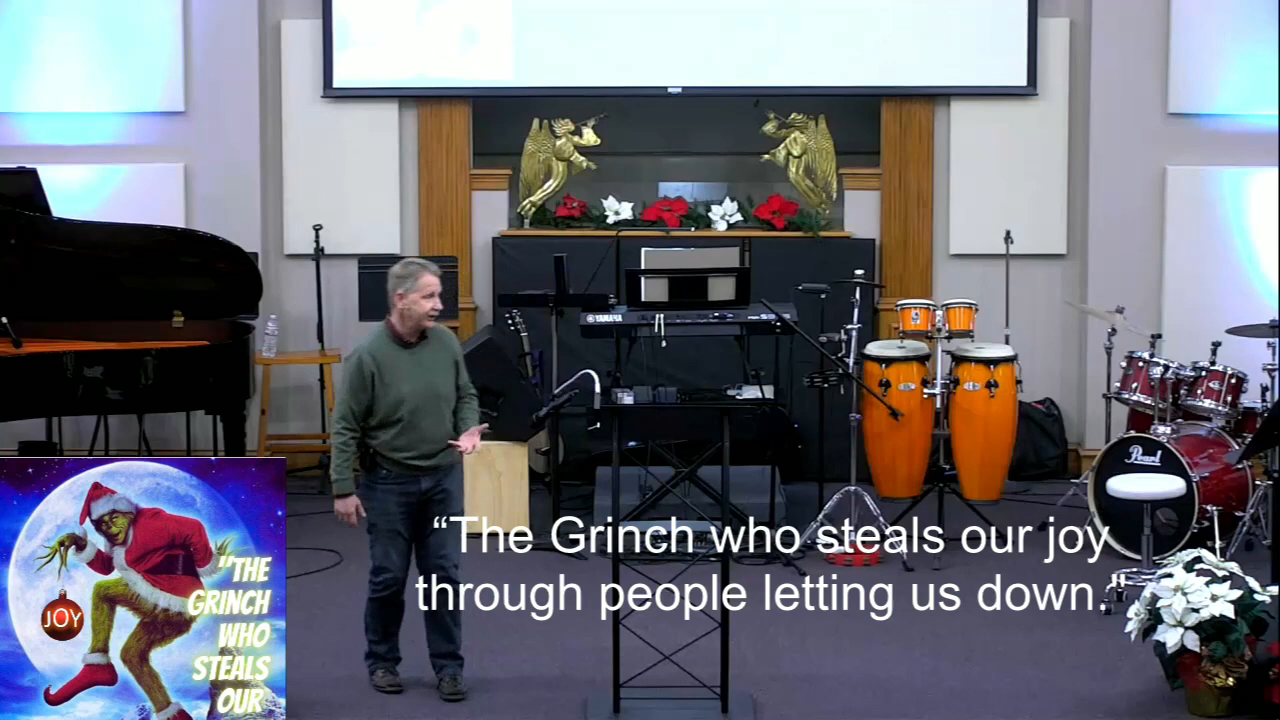 YAMAHA
Pearl
“The Grinch who steals our joy
through people letting us down."
JOY
"THE
GRINCH
WHO
STEALS
OUR